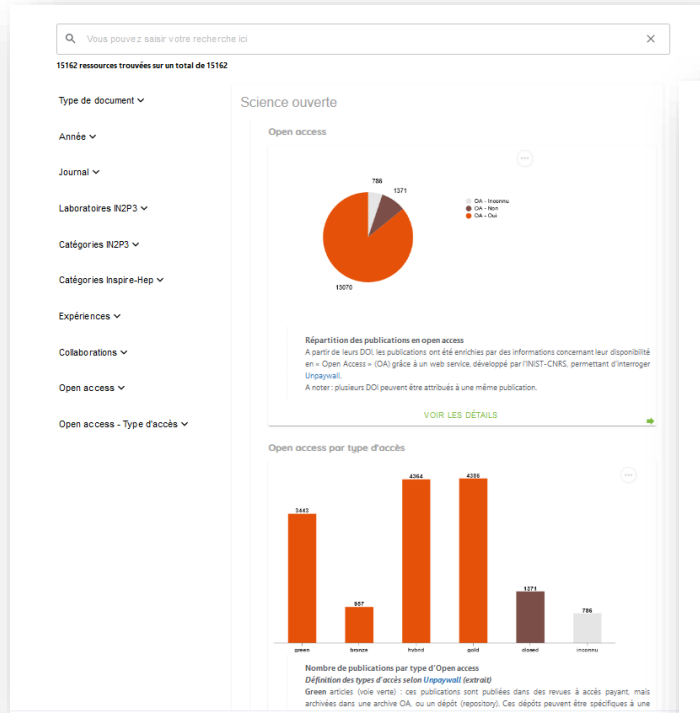 Vous pouvez saisir votre recherche ici
15162 ressources trouvées sur un total de 15162
Type de document
Année
Journal
Laboratoires IN2P3
Catégories IN2P3
Catégories Inspire-Hep
Expériences
Collaborations
Open access
Open access - Type d'accès
Science ouverte
Open access
786
1371
13070
OA - Inconnu
OA - Non
OA - Oui
Répartition des publications en open access
A partir de leurs DOI, les publications ont été enrichies par des informations concernant leur disponibilité
en « Open Access » (OA) grâce à un web service, développé par l'INIST-CNRS, permettant d'interroger
Unpaywall.
A noter : plusieurs DOI peuvent être attribués à une même publication.
VOIR LES DÉTAILS
Open access par type d'accès
3443
957
4364
4386
1371
786
green
bronze
hybrid
gold
closed
inconnu
Nombre de publications par type d'Open access
Définition des types d'accès selon Unpaywall (extrait)
Green articles (voie verte) : ces publications sont publiées dans des revues à accès payant, mais
archivées dans une archive OA, ou un dépôt (repository). Ces dépôts peuvent être spécifiques à une